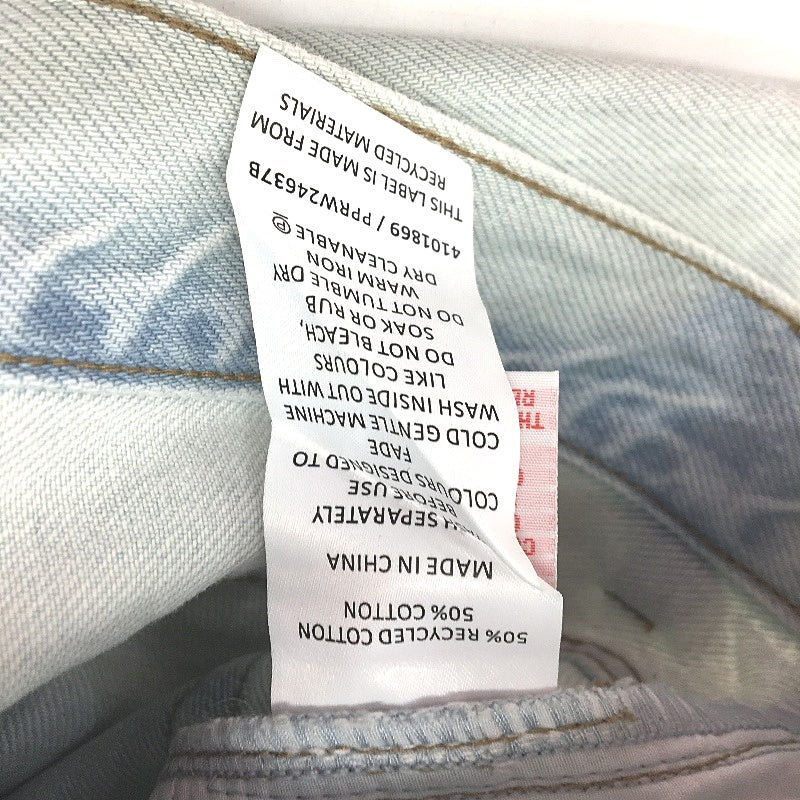 50% RECYCLED COTTON
50% COTTON
MADE IN CHINA
SEPARATELY
BEFORE USE
COLOURS DESIGNED TO
FADE
COLD GENTLE MACHINE
WASH INSIDE OUT WITH
LIKE COLOURS
DO NOT BLEACH,
SOAK OR RUB
DO NOT TUMBLE DRY
WARM IRON
DRY CLEANABLE Ⓟ
4101869 / PPRW24637B
THIS LABEL IS MADE FROM
RECYCLED MATERIALS